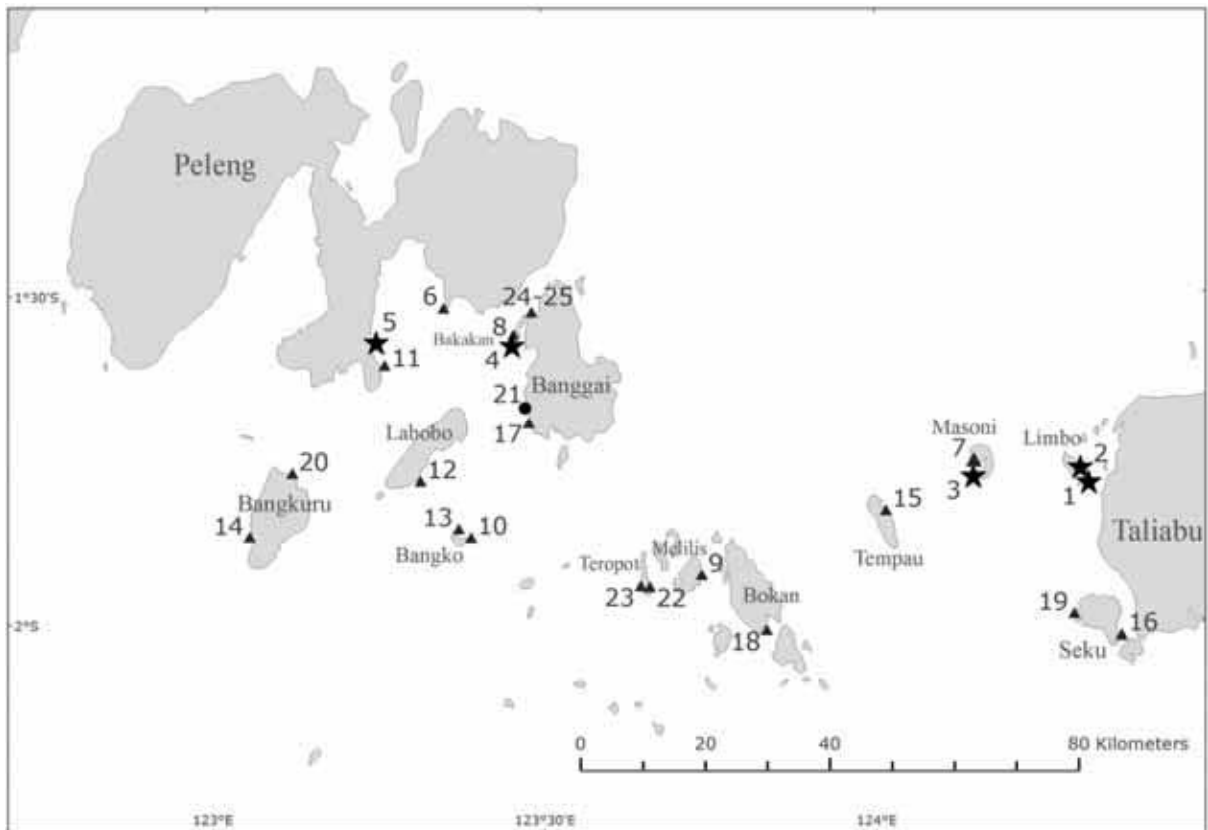 Peleng
1°30'S
6
24-25
5
8
Bakakan
4
11
Banggai
21
Labobo
17
Masoni
Limbo
7
2
20
12
3
1
Bangkuru
15
14
13
10
Taliabu
Bangko
Tempau
Teropot
Melilis
9
23
22
Bokan
19
2°S
18
16
Seku
0
20
40
80 Kilometers
123°E
123°30'E
124°E